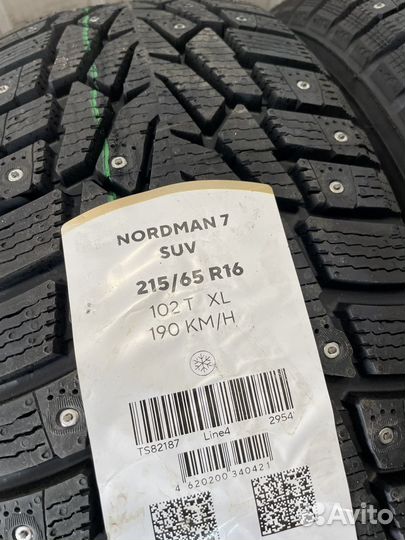 NORDMAN 7
SUV
215/65 R16
102 T XL
190 KM/H
TS82187 Line4 2954
4 620200 340421
Avito